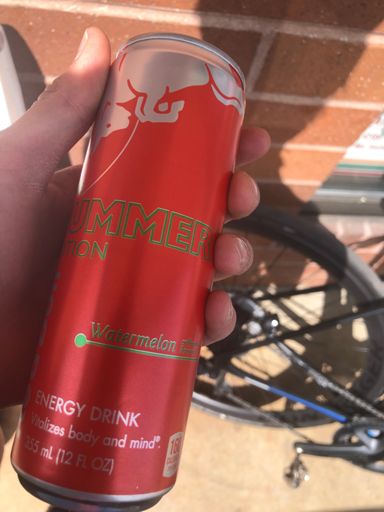 UMMER
TION
Watermelon
ENERGY DRINK
Vitalizes body and mind®.
355 mL (12 FL OZ)